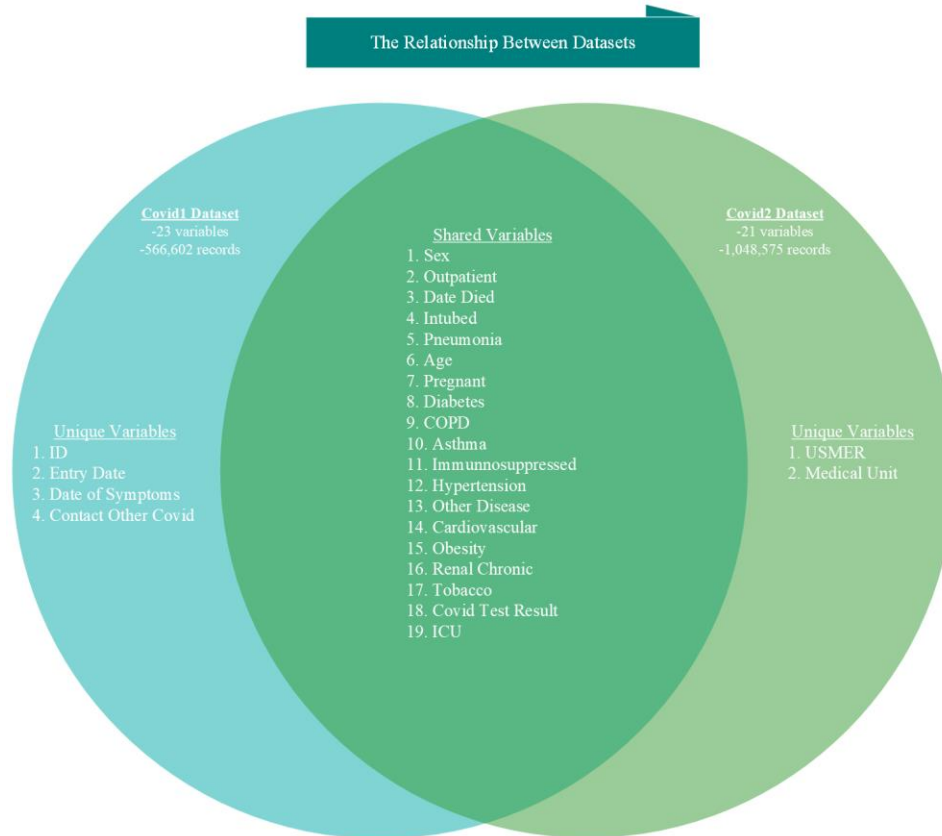 The Relationship Between Datasets
Covid1 Dataset
-23 variables
-566,602 records
Covid2 Dataset
-21 variables
-1,048,575 records
Shared Variables
1. Sex
2. Outpatient
3. Date Died
4. Intubed
5. Pneumonia
6. Age
7. Pregnant
8. Diabetes
9. COPD
10. Asthma
11. Immunnosuppressed
12. Hypertension
13. Other Disease
14. Cardiovascular
15. Obesity
16. Renal Chronic
17. Tobacco
18. Covid Test Result
19. ICU
Unique Variables
1. ID
2. Entry Date
3. Date of Symptoms
4. Contact Other Covid
Unique Variables
1. USMER
2. Medical Unit